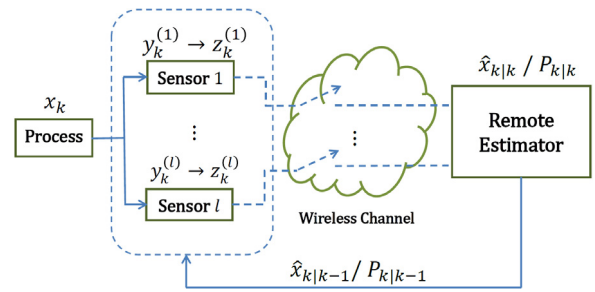 y_k^{(1)} → z_k^{(1)}
x̂_{k|k} / P_{k|k}
Sensor 1
x_k
Process
⋮
⋮
Remote
Estimator
y_k^{(l)} → z_k^{(l)}
Sensor l
Wireless Channel
x̂_{k|k−1} / P_{k|k−1}